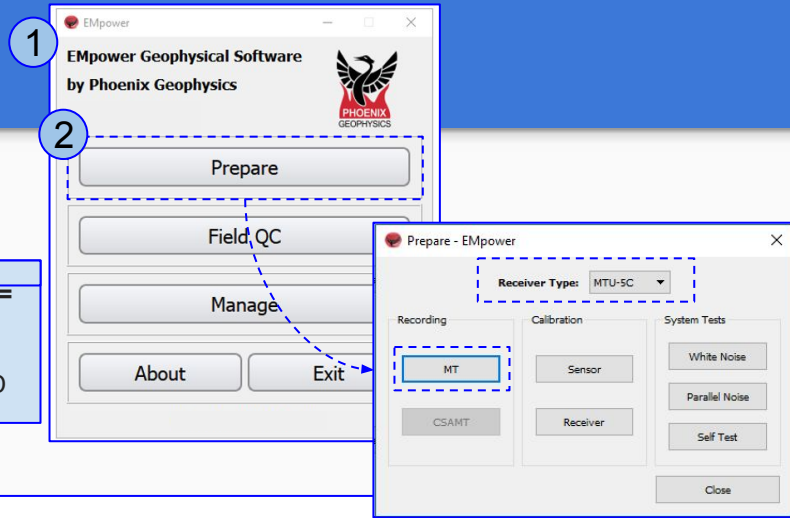 1
EMpower
EMpower Geophysical Software
by Phoenix Geophysics
PHOENIX
GEOPHYSICS
2
Prepare
Field QC
Manage
About
Exit
=
Prepare - EMpower
Receiver Type: MTU-5C
Recording
Calibration
System Tests
MT
Sensor
White Noise
Parallel Noise
CSAMT
Receiver
Self Test
Close